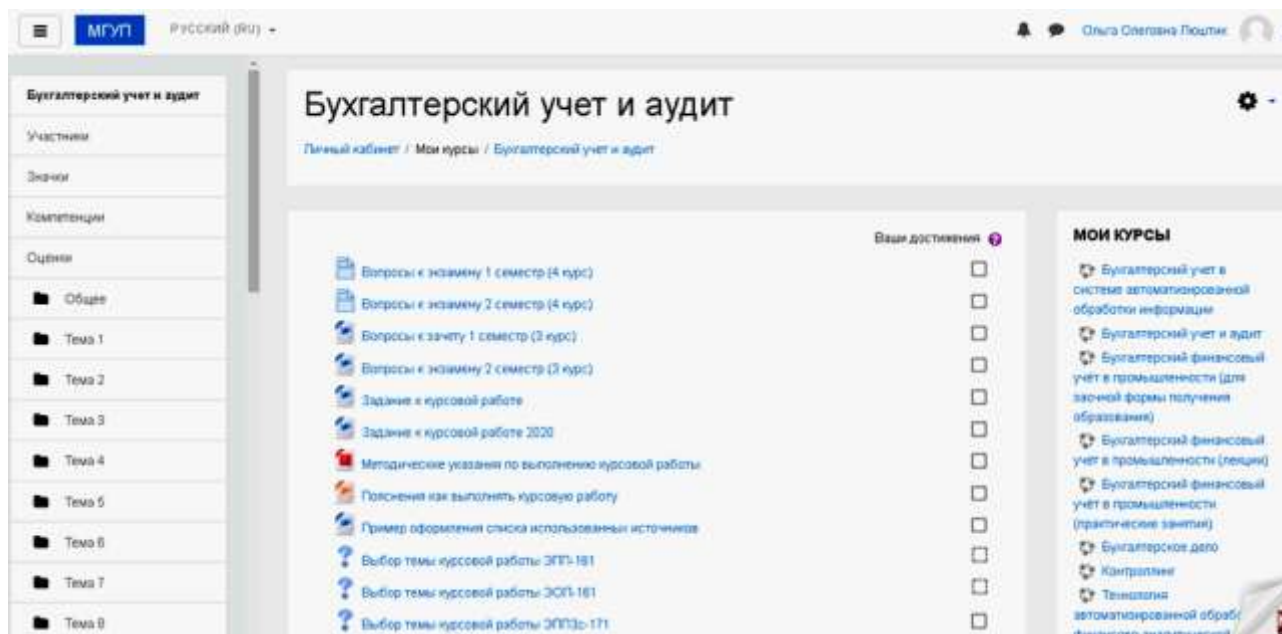 МГУП
РУССКИЙ (RU)
Ольга Олеговна Люштик
Бухгалтерский учет и аудит
Участники
Значки
Компетенции
Оценки
Общее
Тема 1
Тема 2
Тема 3
Тема 4
Тема 5
Тема 6
Тема 7
Тема 8
Бухгалтерский учет и аудит
Личный кабинет / Мои курсы / Бухгалтерский учет и аудит
Ваши достижения
Вопросы к экзамену 1 семестр (4 курс)
Вопросы к экзамену 2 семестр (4 курс)
Вопросы к зачету 1 семестр (3 курс)
Вопросы к экзамену 2 семестр (3 курс)
Задание к курсовой работе
Задание к курсовой работе 2020
Методические указания по выполнению курсовой работы
Пояснения как выполнять курсовую работу
Пример оформления списка использованных источников
Выбор темы курсовой работы ЭПП-161
Выбор темы курсовой работы ЭОП-161
Выбор темы курсовой работы ЭППЗс-171
МОИ КУРСЫ
Бухгалтерский учет в
системе автоматизированной
обработки информации
Бухгалтерский учет и аудит
Бухгалтерский финансовый
учёт в промышленности (для
заочной формы получения
образования)
Бухгалтерский финансовый
учёт в промышленности (лекции)
Бухгалтерский финансовый
учёт в промышленности
(практические занятия)
Бухгалтерское дело
Контроллинг
Технология
автоматизированной